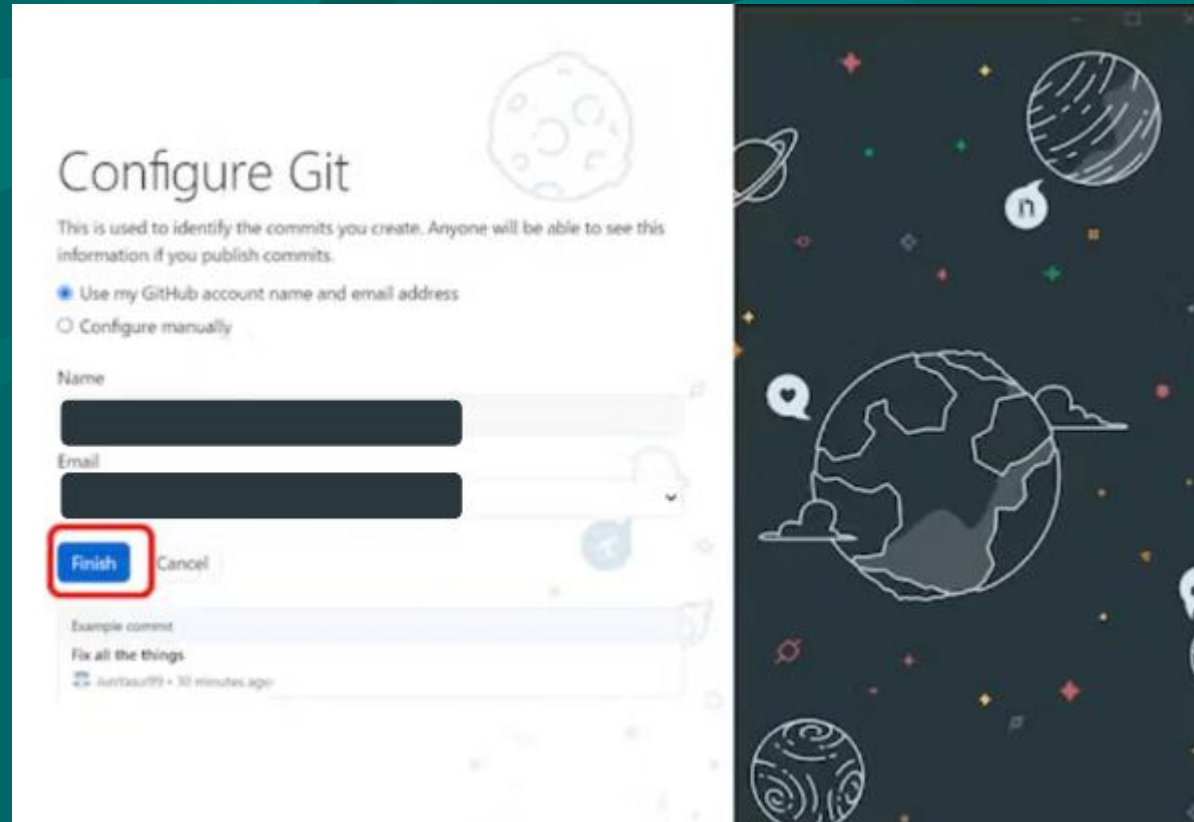 Configure Git
This is used to identify the commits you create. Anyone will be able to see this
information if you publish commits.
Use my GitHub account name and email address
Configure manually
Name
Email
Finish Cancel
Example commit
Fix all the things
30 minutes ago
n